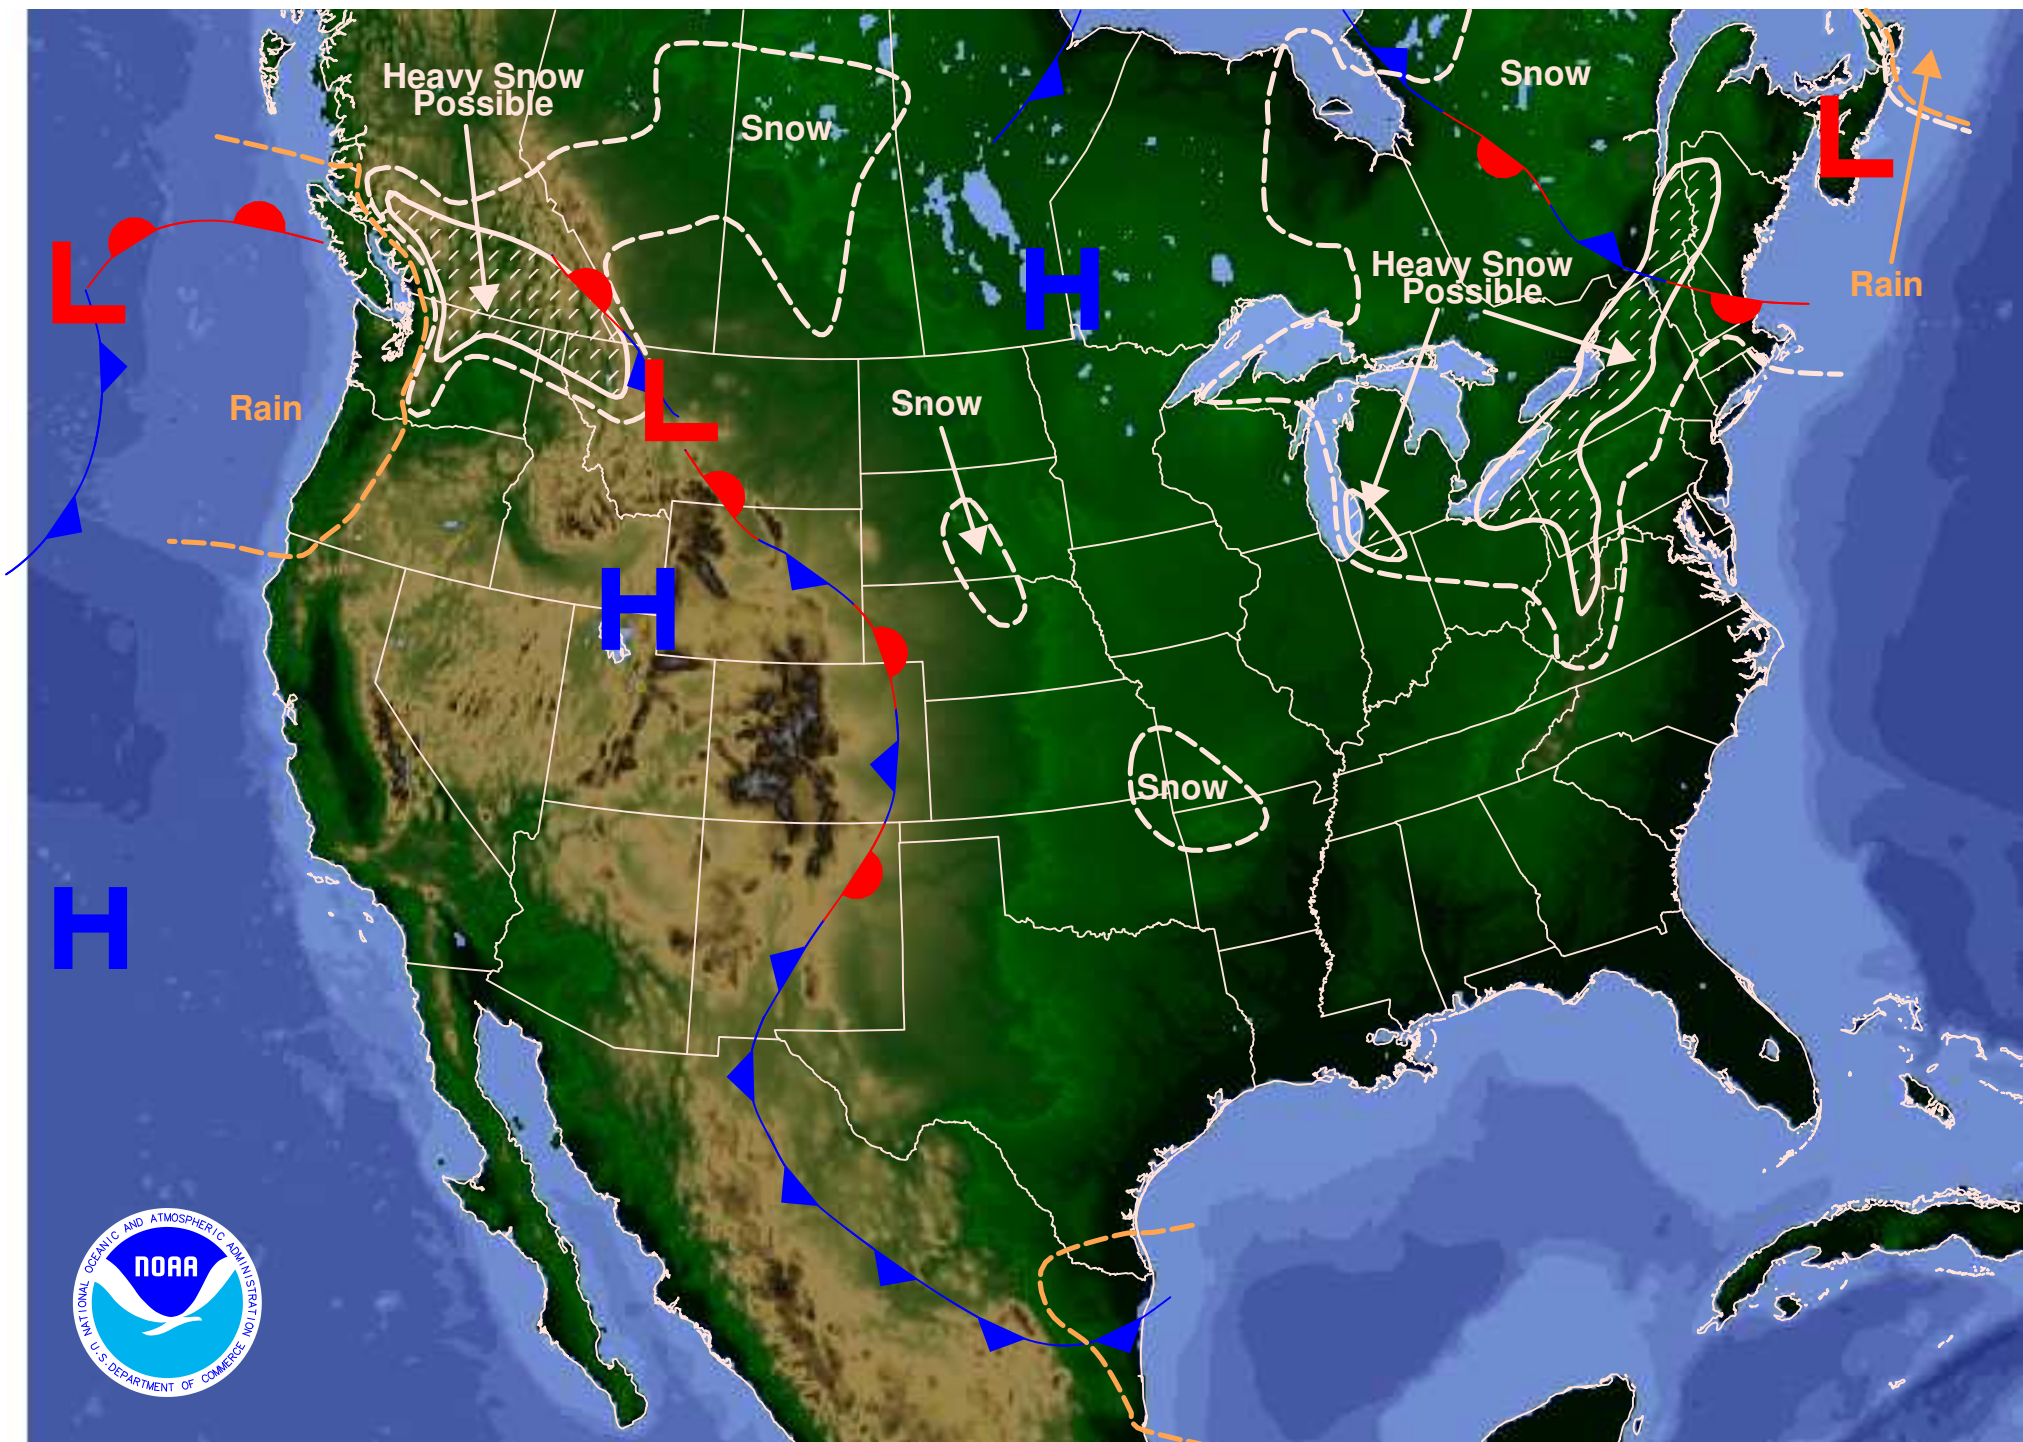 Heavy Snow
Possible
Snow
Snow
L
L
Rain
H
Heavy Snow
Possible
L
Rain
Snow
L
H
Snow
H
NATIONAL OCEANIC AND ATMOSPHERIC ADMINISTRATION
NOAA
U.S. DEPARTMENT OF COMMERCE